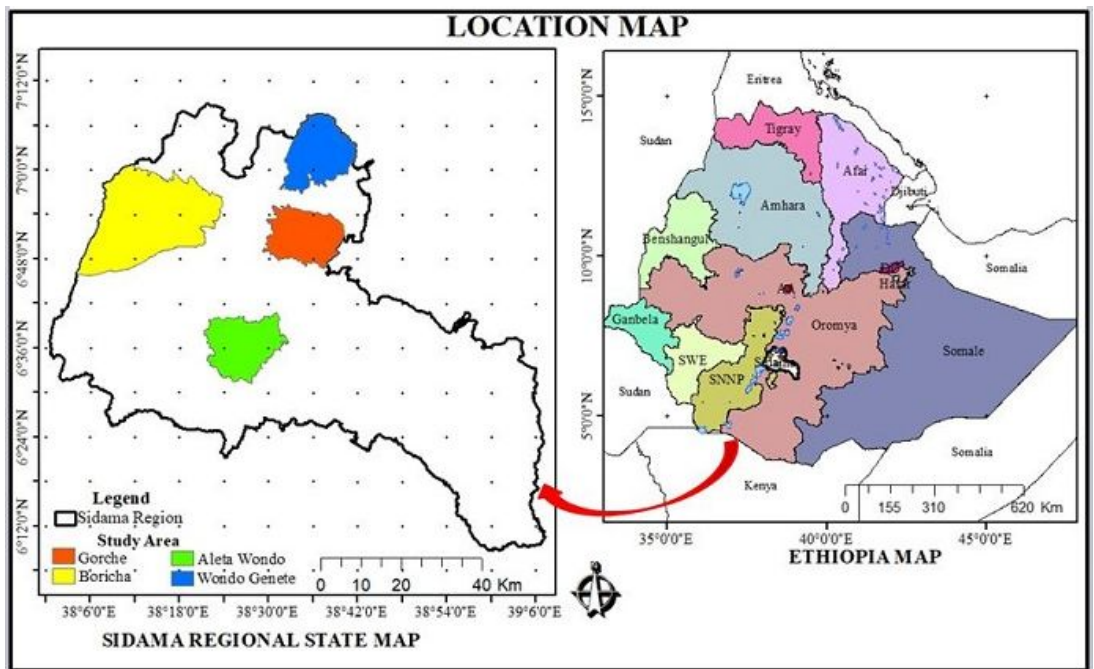 LOCATION MAP
7°12'0"N
7°0'0"N
6°48'0"N
6°36'0"N
6°24'0"N
6°12'0"N
Legend
Sidama Region
Study Area
Gorche
Aleta Wondo
Boricha
Wondo Genete
0 10 20 40 Km
38°6'0"E 38°18'0"E 38°30'0"E 38°42'0"E 38°54'0"E 39°6'0"E
SIDAMA REGIONAL STATE MAP
15°0'0"N
10°0'0"N
5°0'0"N
Eritrea
Sudan
Tigray
Afar
Djibuti
Amhara
Benshangul
Somalia
Harar
Ganbela
Oromya
Somale
SWE
SNNP
Sudan
Somalia
Kenya
0 155 310 620 Km
35°0'0"E 40°0'0"E 45°0'0"E
ETHIOPIA MAP